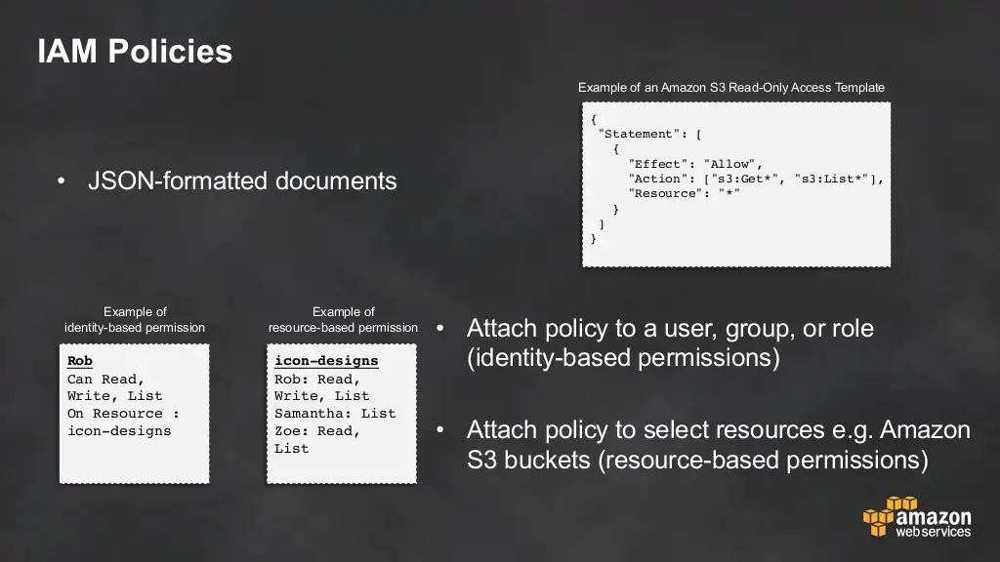 IAM Policies
Example of an Amazon S3 Read-Only Access Template
{
"Statement": [
{
"Effect": "Allow",
"Action": ["s3:Get*", "s3:List*"],
"Resource": "*"
}
]
}
• JSON-formatted documents
Example of
identity-based permission
Rob
Can Read,
Write, List
On Resource :
icon-designs
Example of
resource-based permission
icon-designs
Rob: Read,
Write, List
Samantha: List
Zoe: Read,
List
• Attach policy to a user, group, or role
(identity-based permissions)
• Attach policy to select resources e.g. Amazon
S3 buckets (resource-based permissions)
amazon
web services